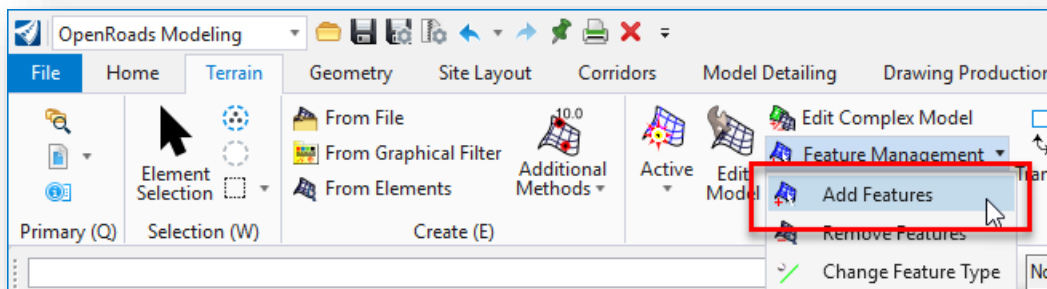 OpenRoads Modeling
File Home Terrain Geometry Site Layout Corridors Model Detailing Drawing Production
From File
From Graphical Filter
From Elements
Element
Selection
10.0
Additional
Methods
Active
Edit
Model
Edit Complex Model
Feature Management
Add Features
Remove Features
Change Feature Type
Primary (Q) Selection (W) Create (E)